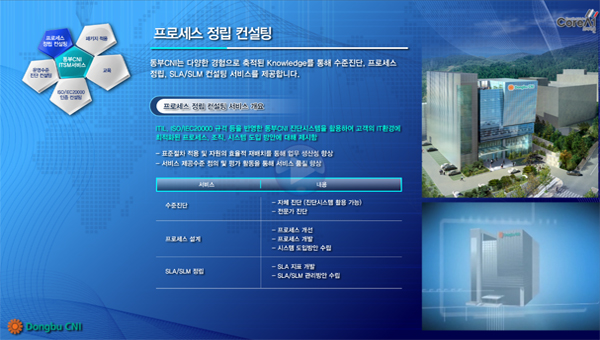 프로세스 정립 컨설팅
프로세스
정립 컨설팅
패키지 적용
동부CNI
ITSM서비스
운영수준
진단 컨설팅
교육
ISO/IEC20000
인증 컨설팅
동부CNI는 다양한 경험으로 축적된 Knowledge를 통해 수준진단, 프로세스
정립, SLA/SLM 컨설팅 서비스를 제공합니다.
프로세스 정립 컨설팅 서비스 개요
ITIL, ISO/IEC20000 규격 등을 반영한 동부CNI 진단시스템을 활용하여 고객의 IT환경에
최적화된 프로세스, 조직, 시스템 도입 방안에 대해 제시함
- 표준절차 적용 및 자원의 효율적 재배치를 통해 업무 생산성 향상
- 서비스 제공수준 정의 및 평가 활동을 통해 서비스 품질 향상
서비스 내용
수준진단
- 자체 진단 (진단시스템 활용 가능)
- 전문가 진단
프로세스 설계
- 프로세스 개선
- 프로세스 개발
- 시스템 도입방안 수립
SLA/SLM 정립
- SLA 지표 개발
- SLA/SLM 관리방안 수립
Dongbu CNI